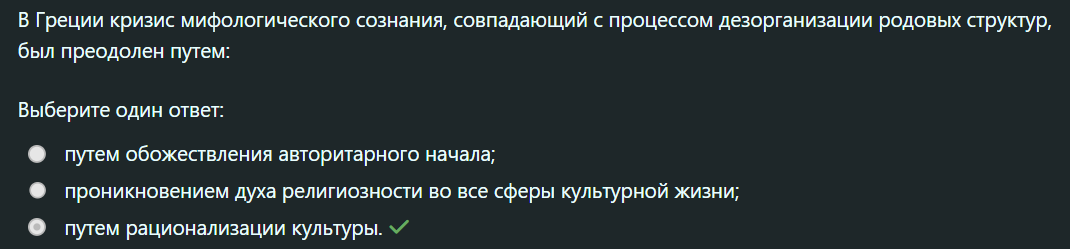 В Греции кризис мифологического сознания, совпадающий с процессом дезорганизации родовых структур,
был преодолен путем:
Выберите один ответ:
путем обожествления авторитарного начала;
проникновением духа религиозности во все сферы культурной жизни;
путем рационализации культуры.